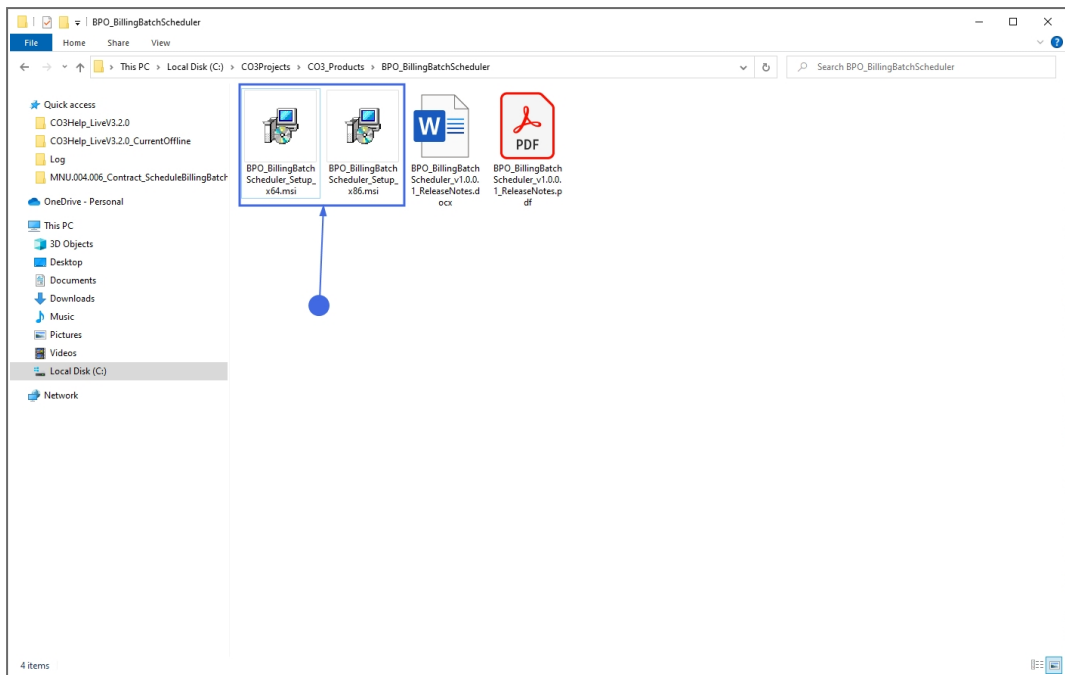 BPO_BillingBatchScheduler
File Home Share View
This PC Local Disk (C:) CO3Projects CO3_Products BPO_BillingBatchScheduler
Search BPO_BillingBatchScheduler
Quick access
CO3Help_LiveV3.2.0
CO3Help_LiveV3.2.0_CurrentOffline
Log
MNU.004.006_Contract_ScheduleBillingBatch
OneDrive - Personal
This PC
3D Objects
Desktop
Documents
Downloads
Music
Pictures
Videos
Local Disk (C:)
Network
BPO_BillingBatch
Scheduler_Setup_
x64.msi
BPO_BillingBatch
Scheduler_Setup_
x86.msi
W
BPO_BillingBatch
Scheduler_v1.0.0.
1_ReleaseNotes.d
ocx
PDF
BPO_BillingBatch
Scheduler_v1.0.0.
1_ReleaseNotes.p
df
4 items